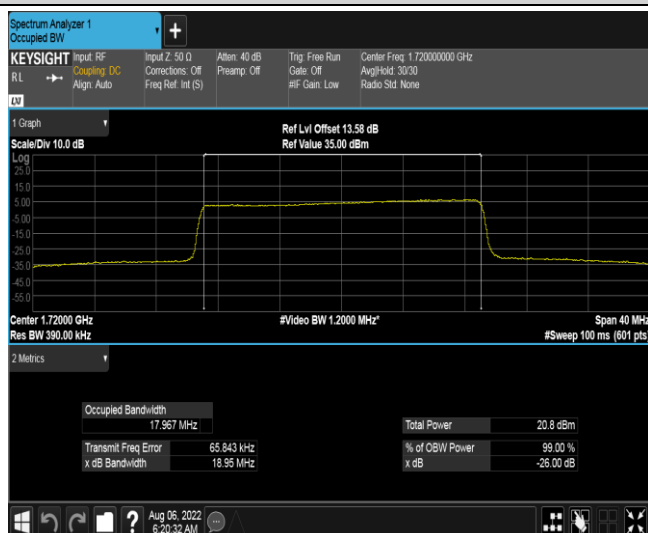 Spectrum Analyzer 1
Occupied BW
KEYSIGHT
RL
LXI
Input: RF
Coupling: DC
Align: Auto
Input Z: 50 Ω
Corrections: Off
Freq Ref: Int (S)
Atten: 40 dB
Preamp: Off
Trig: Free Run
Gate: Off
#IF Gain: Low
Center Freq: 1.720000000 GHz
Avg|Hold: 30/30
Radio Std: None
1 Graph
Scale/Div 10.0 dB
Ref Lvl Offset 13.58 dB
Ref Value 35.00 dBm
Log
25.0
15.0
5.00
-5.00
-15.0
-25.0
-35.0
-45.0
-55.0
Center 1.72000 GHz
Res BW 390.00 kHz
#Video BW 1.2000 MHz*
Span 40 MHz
#Sweep 100 ms (601 pts)
2 Metrics
Occupied Bandwidth
17.967 MHz
Transmit Freq Error 65.843 kHz
x dB Bandwidth 18.95 MHz
Total Power 20.8 dBm
% of OBW Power 99.00 %
x dB -26.00 dB
?
Aug 06, 2022
6:20:32 AM